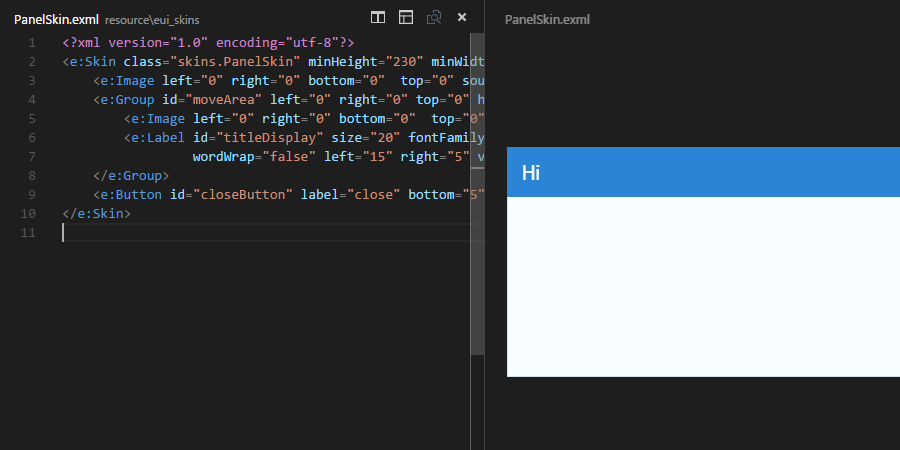 PanelSkin.exml resource\eui_skins
1 <?xml version="1.0" encoding="utf-8"?>
2 <e:Skin class="skins.PanelSkin" minHeight="230" minWidt
3 <e:Image left="0" right="0" bottom="0"  top="0" sou
4 <e:Group id="moveArea" left="0" right="0" top="0" h
5 <e:Image left="0" right="0" bottom="0"  top="0"
6 <e:Label id="titleDisplay" size="20" fontFamily
7 wordWrap="false" left="15" right="5" v
8 </e:Group>
9 <e:Button id="closeButton" label="close" bottom="5"
10 </e:Skin>
11
PanelSkin.exml
Hi